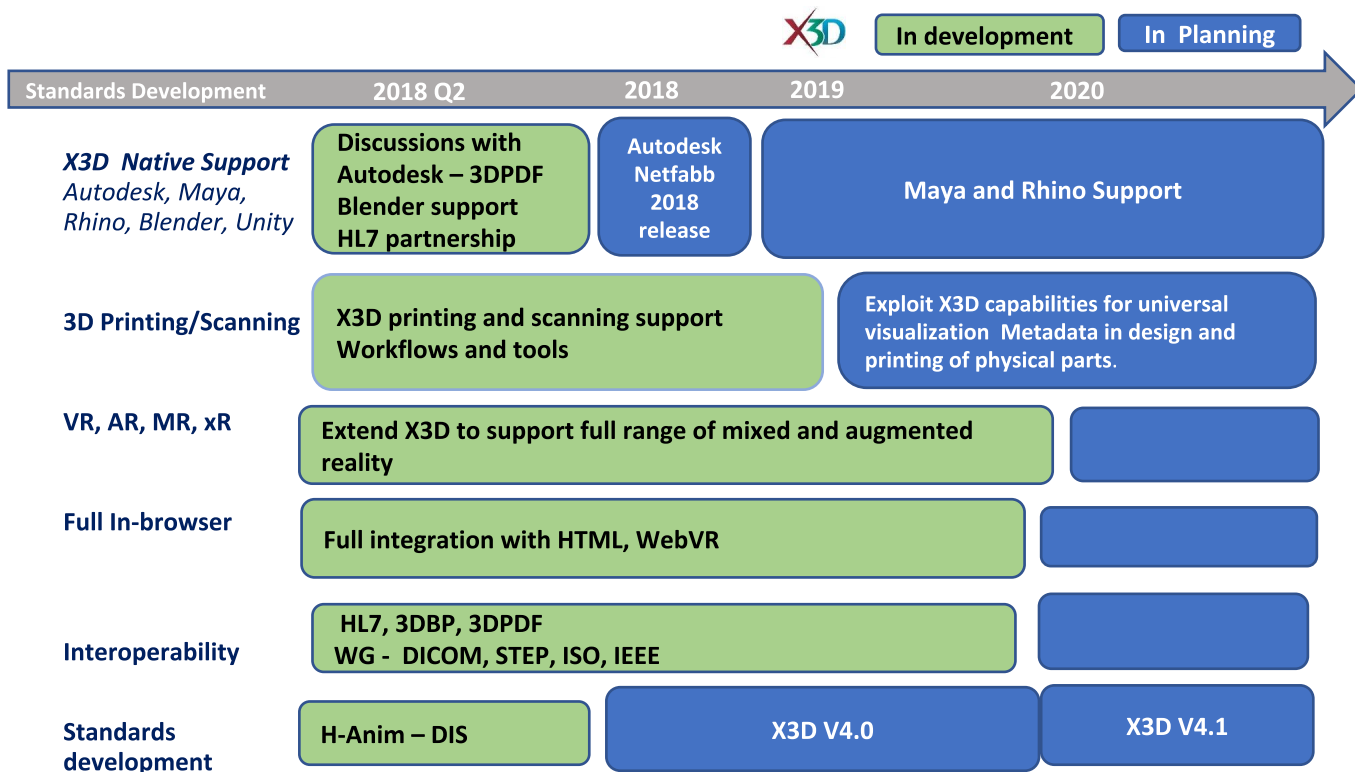 X3D
In development
In Planning
Standards Development
2018 Q2
2018
2019
2020
X3D Native Support
Autodesk, Maya,
Rhino, Blender, Unity
Discussions with
Autodesk – 3DPDF
Blender support
HL7 partnership
Autodesk
Netfabb
2018
release
Maya and Rhino Support
3D Printing/Scanning
X3D printing and scanning support
Workflows and tools
Exploit X3D capabilities for universal
visualization Metadata in design and
printing of physical parts.
VR, AR, MR, xR
Extend X3D to support full range of mixed and augmented
reality
Full In-browser
Full integration with HTML, WebVR
Interoperability
HL7, 3DBP, 3DPDF
WG - DICOM, STEP, ISO, IEEE
Standards
development
H-Anim – DIS
X3D V4.0
X3D V4.1